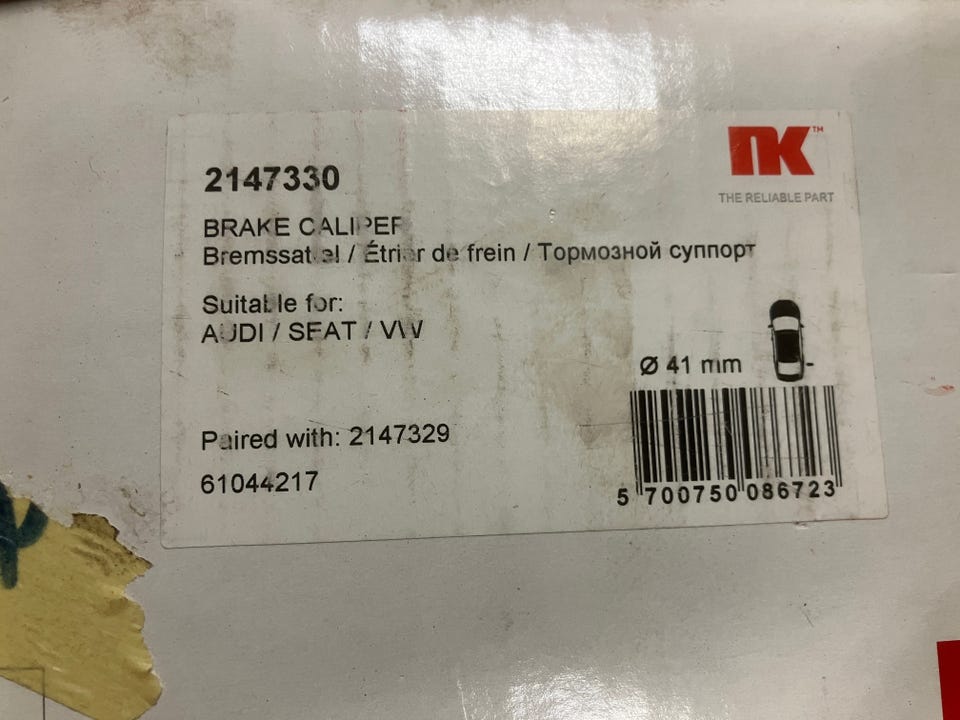 NK™
THE RELIABLE PART
2147330
BRAKE CALIPER
Bremssattel / Étrier de frein / Тормозной суппорт
Suitable for:
AUDI / SEAT / VW
Ø 41 mm
Paired with: 2147329
61044217
5 700750 086723